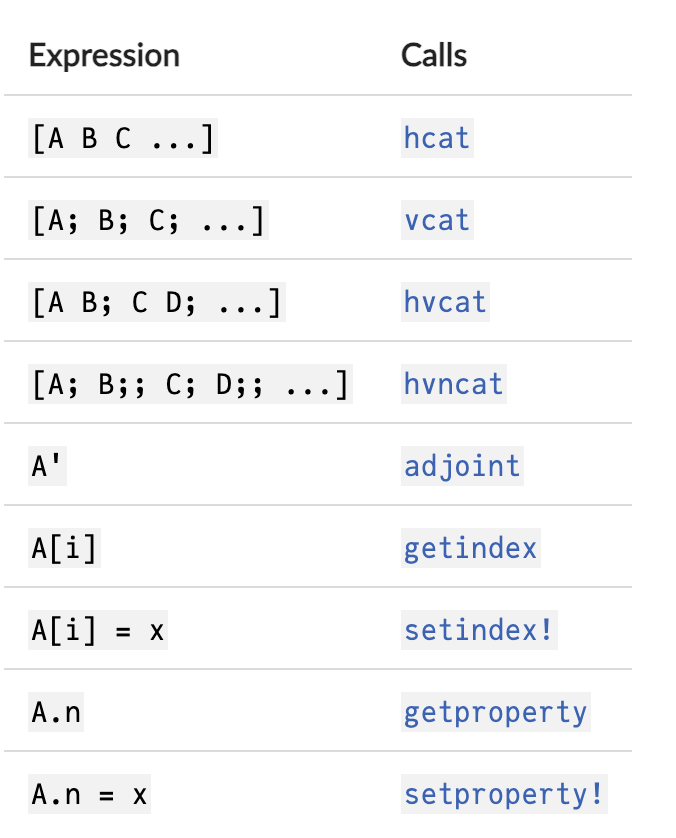 Expression Calls
[A B C ...] hcat
[A; B; C; ...] vcat
[A B; C D; ...] hvcat
[A; B;; C; D;; ...] hvncat
A' adjoint
A[i] getindex
A[i] = x setindex!
A.n getproperty
A.n = x setproperty!